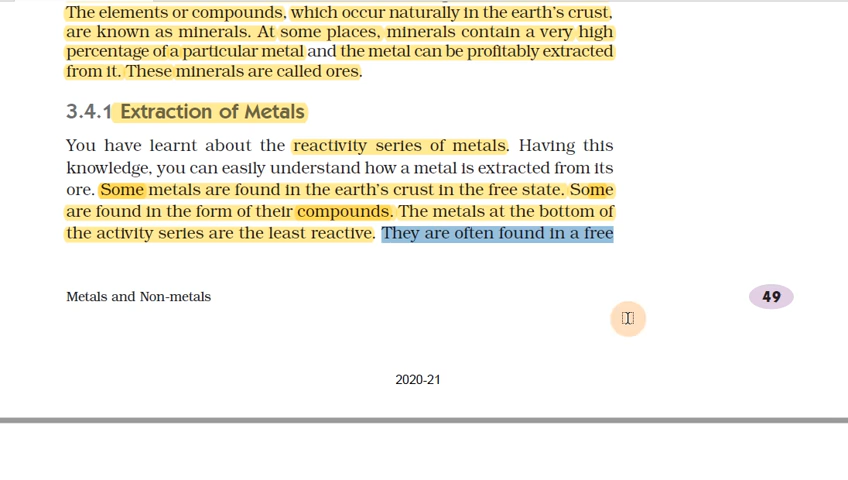 The elements or compounds, which occur naturally in the earth's crust,
are known as minerals. At some places, minerals contain a very high
percentage of a particular metal and the metal can be profitably extracted
from it. These minerals are called ores.
3.4.1 Extraction of Metals
You have learnt about the reactivity series of metals. Having this
knowledge, you can easily understand how a metal is extracted from its
ore. Some metals are found in the earth's crust in the free state. Some
are found in the form of their compounds. The metals at the bottom of
the activity series are the least reactive. They are often found in a free
Metals and Non-metals
49
2020-21